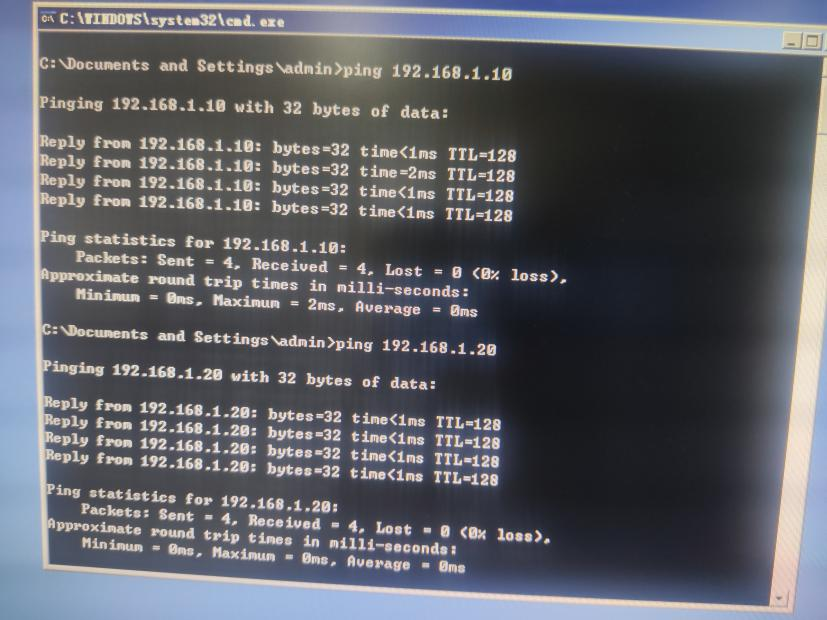 C:\WINDOWS\system32\cmd.exe
C:\Documents and Settings\admin>ping 192.168.1.10
Pinging 192.168.1.10 with 32 bytes of data:
Reply from 192.168.1.10: bytes=32 time<1ms TTL=128
Reply from 192.168.1.10: bytes=32 time=2ms TTL=128
Reply from 192.168.1.10: bytes=32 time<1ms TTL=128
Reply from 192.168.1.10: bytes=32 time<1ms TTL=128
Ping statistics for 192.168.1.10:
Packets: Sent = 4, Received = 4, Lost = 0 (0% loss),
Approximate round trip times in milli-seconds:
Minimum = 0ms, Maximum = 2ms, Average = 0ms
C:\Documents and Settings\admin>ping 192.168.1.20
Pinging 192.168.1.20 with 32 bytes of data:
Reply from 192.168.1.20: bytes=32 time<1ms TTL=128
Reply from 192.168.1.20: bytes=32 time<1ms TTL=128
Reply from 192.168.1.20: bytes=32 time<1ms TTL=128
Reply from 192.168.1.20: bytes=32 time<1ms TTL=128
Ping statistics for 192.168.1.20:
Packets: Sent = 4, Received = 4, Lost = 0 (0% loss),
Approximate round trip times in milli-seconds:
Minimum = 0ms, Maximum = 0ms, Average = 0ms